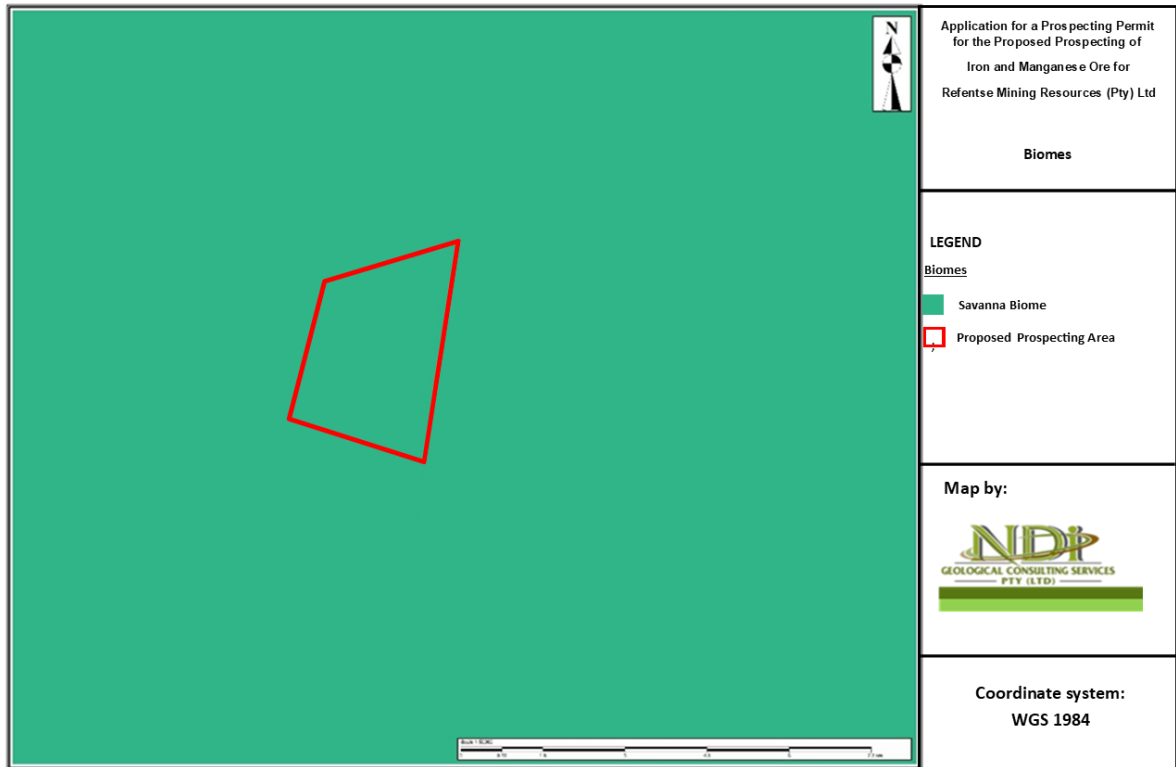 N
Application for a Prospecting Permit
for the Proposed Prospecting of
Iron and Manganese Ore for
Refentse Mining Resources (Pty) Ltd
Biomes
LEGEND
Biomes
Savanna Biome
Proposed Prospecting Area
Map by:
NDi
GEOLOGICAL CONSULTING SERVICES
PTY (LTD)
Coordinate system:
WGS 1984